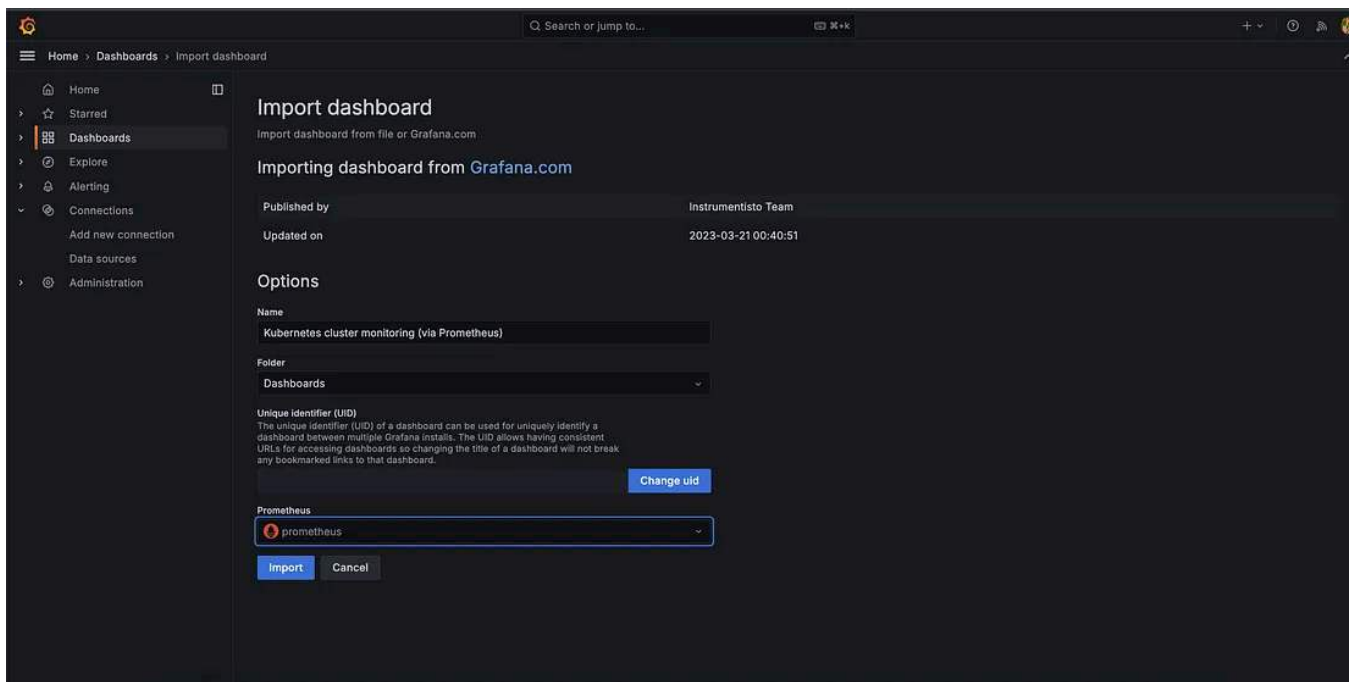 Search or jump to...
⌘+k
Home › Dashboards › Import dashboard
Home
Starred
Dashboards
Explore
Alerting
Connections
Add new connection
Data sources
Administration
Import dashboard
Import dashboard from file or Grafana.com
Importing dashboard from Grafana.com
Published by Instrumentisto Team
Updated on 2023-03-21 00:40:51
Options
Name
Kubernetes cluster monitoring (via Prometheus)
Folder
Dashboards
Unique identifier (UID)
The unique identifier (UID) of a dashboard can be used for uniquely identify a
dashboard between multiple Grafana installs. The UID allows having consistent
URLs for accessing dashboards so changing the title of a dashboard will not break
any bookmarked links to that dashboard.
Change uid
Prometheus
prometheus
Import Cancel